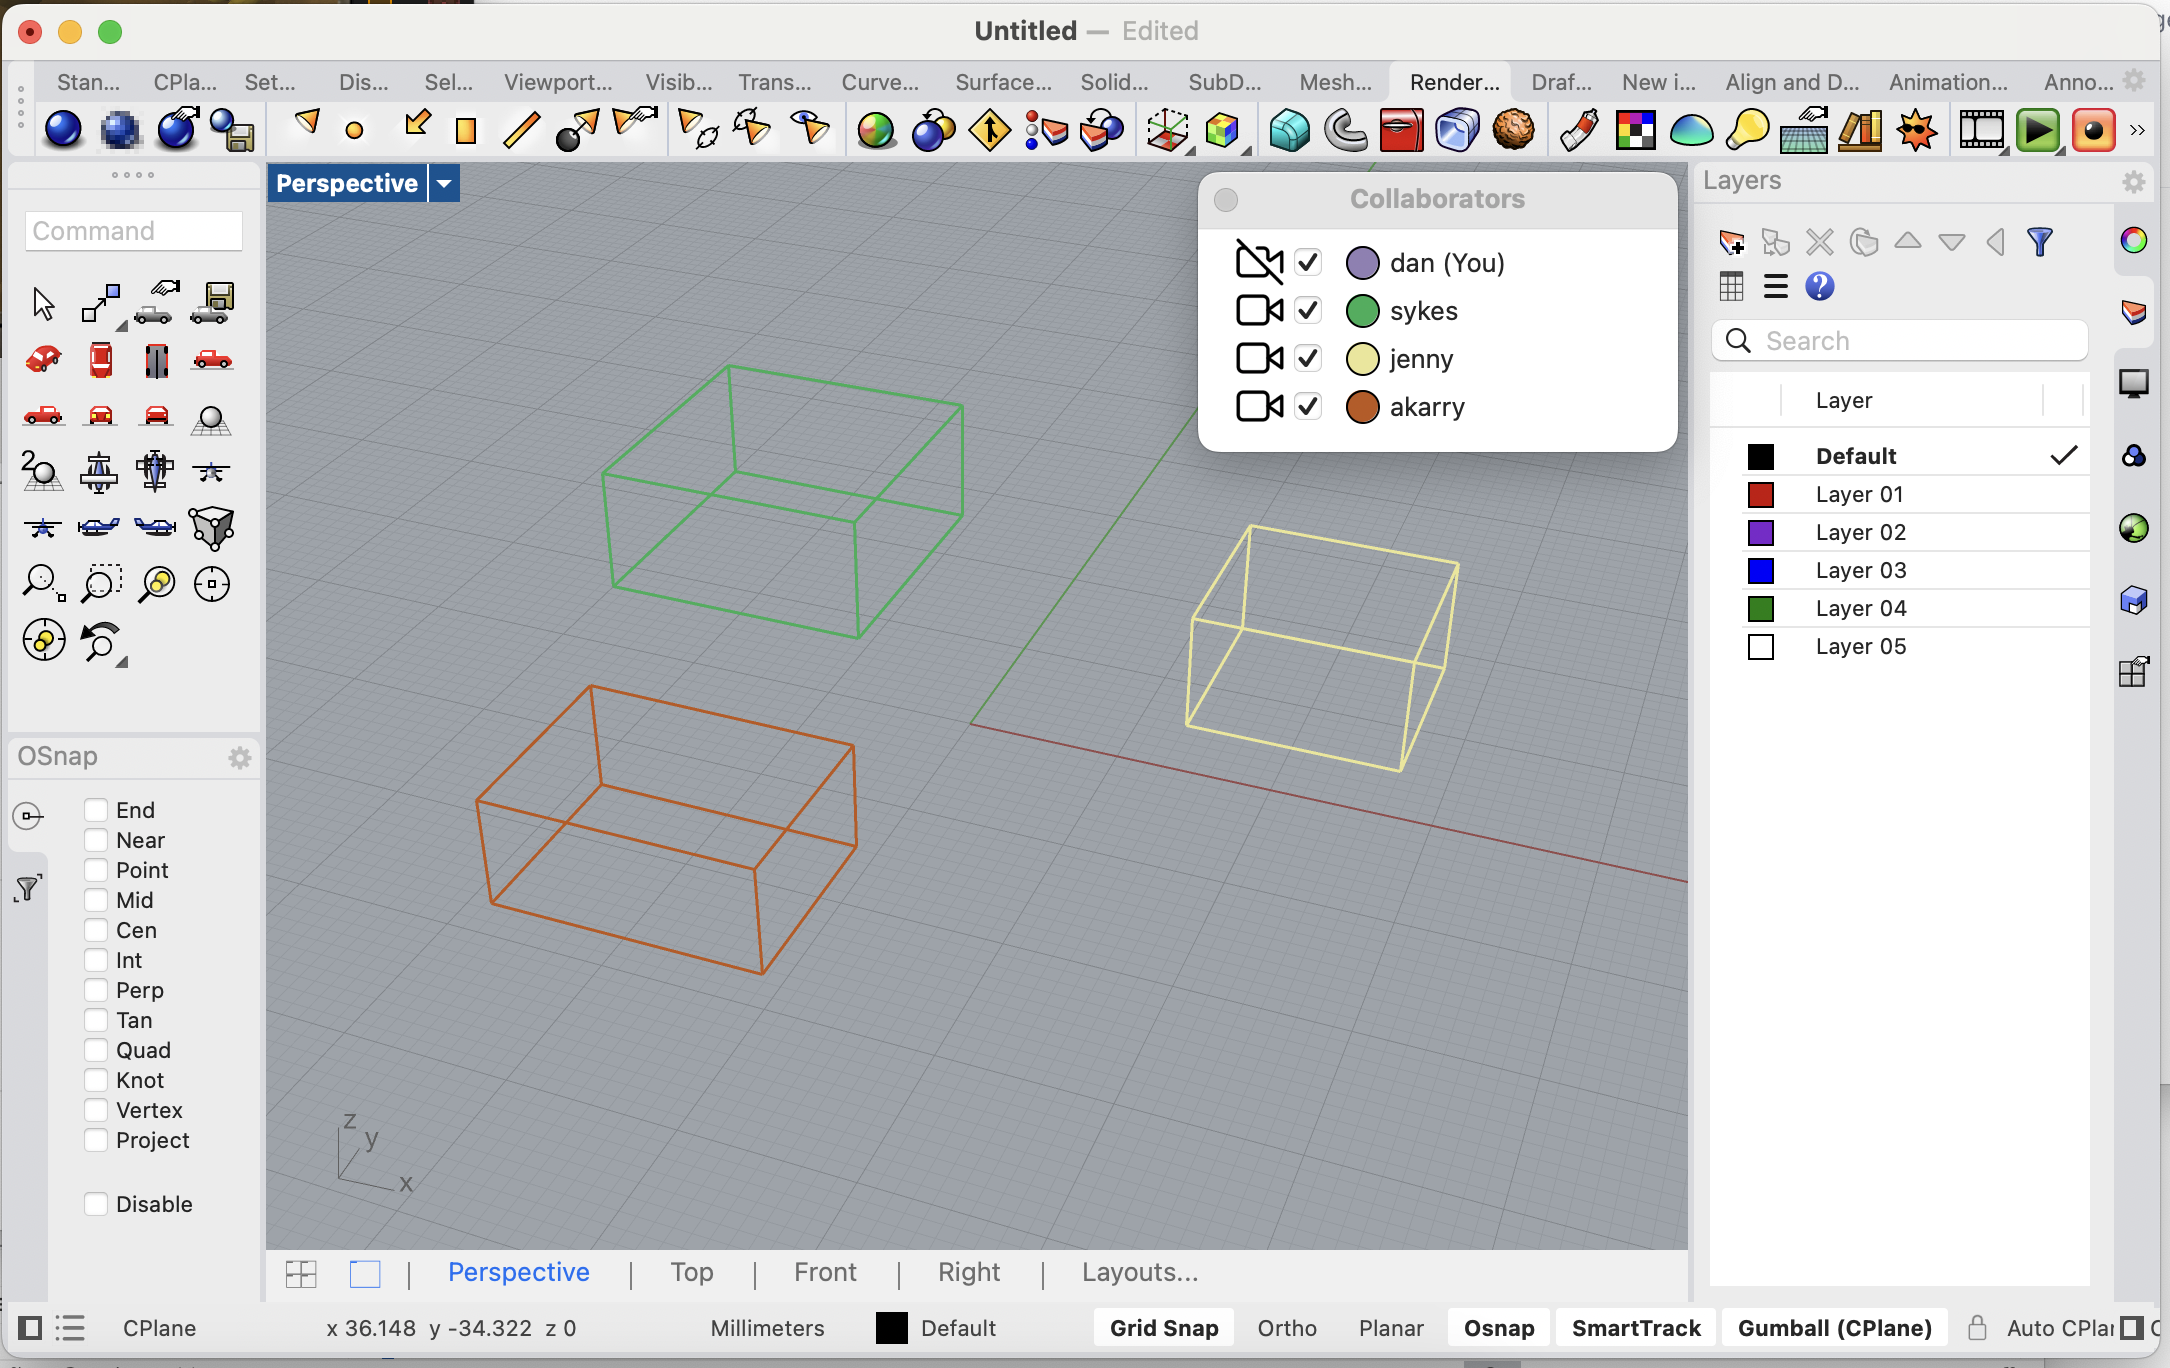 Untitled — Edited
Stan... CPla... Set... Dis... Sel... Viewport... Visib... Trans... Curve... Surface... Solid... SubD... Mesh... Render... Draf... New i... Align and D... Animation... Anno...
Perspective
Command
2
Collaborators
dan (You)
sykes
jenny
akarry
Layers
Search
Layer
Default
Layer 01
Layer 02
Layer 03
Layer 04
Layer 05
OSnap
End
Near
Point
Mid
Cen
Int
Perp
Tan
Quad
Knot
Vertex
Project
Disable
z
y
x
Perspective | Top | Front | Right | Layouts...
CPlane x 36.148 y -34.322 z 0 Millimeters Default Grid Snap Ortho Planar Osnap SmartTrack Gumball (CPlane) Auto CPlar